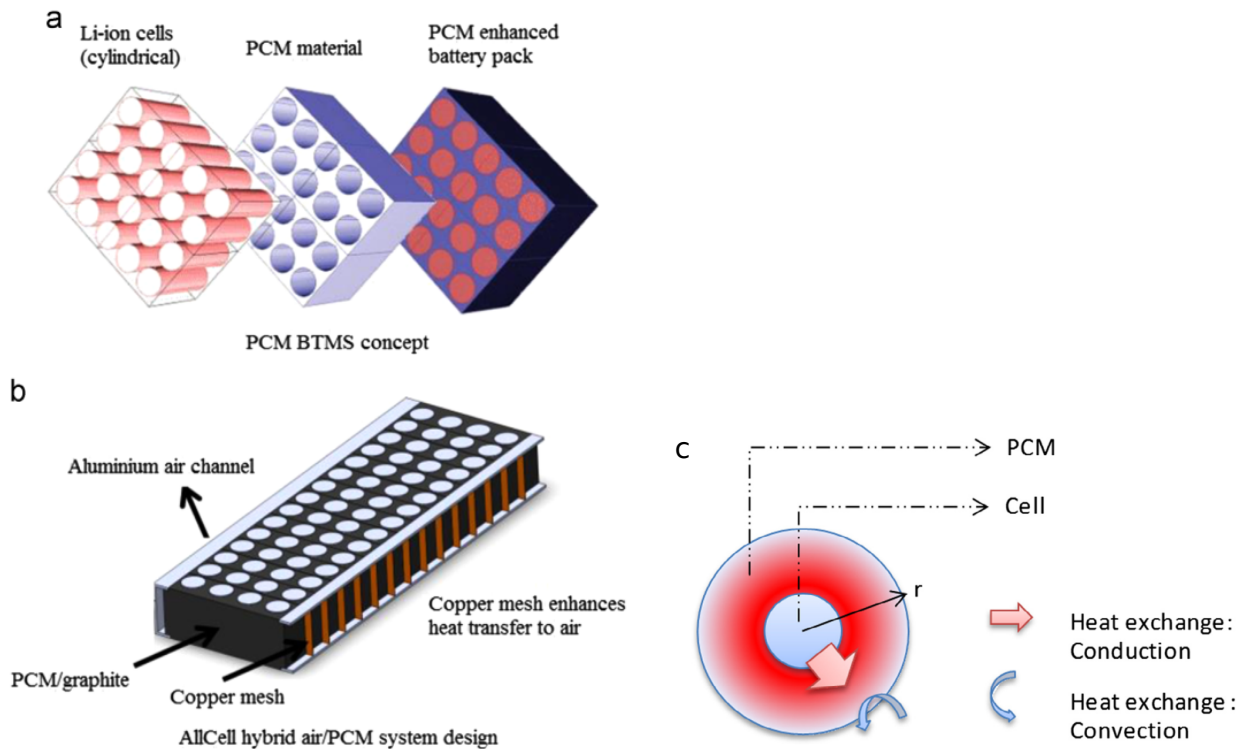 a
Li-ion cells
(cylindrical)
PCM material
PCM enhanced
battery pack
PCM BTMS concept
b
Aluminium air channel
Copper mesh enhances
heat transfer to air
PCM/graphite
Copper mesh
AllCell hybrid air/PCM system design
c
PCM
Cell
r
Heat exchange:
Conduction
Heat exchange :
Convection